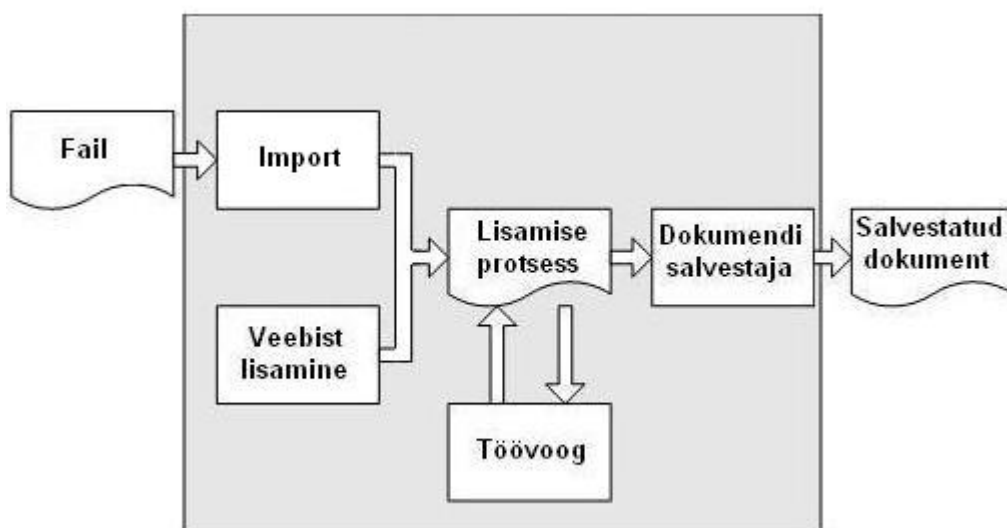 Fail
Import
Lisamise
protsess
Dokumendi
salvestaja
Salvestatud
dokument
Veebist
lisamine
Töövoog